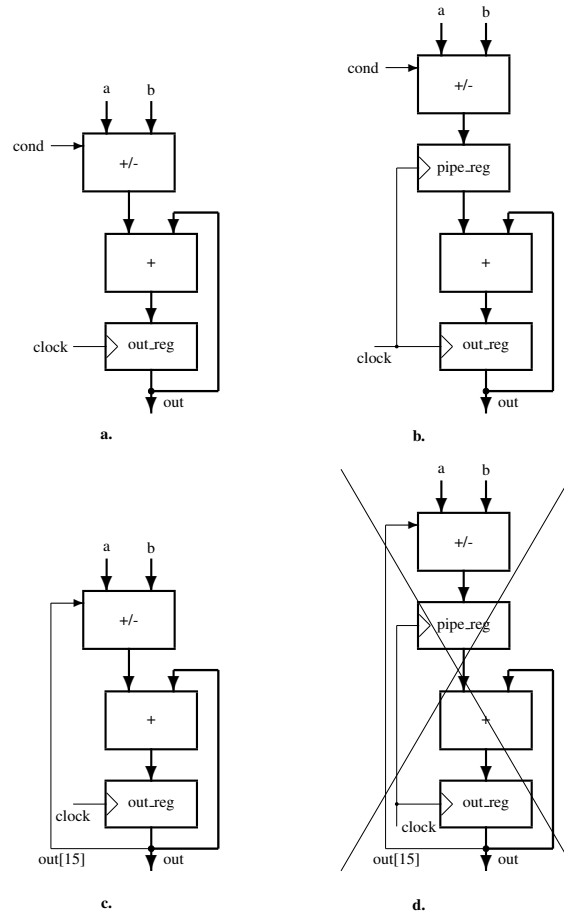 a
b
cond
+/-
+
clock
out_reg
out
a.
a
b
cond
+/-
pipe_reg
+
clock
out_reg
out
b.
a
b
+/-
+
clock
out_reg
out[15]
out
c.
a
b
+/-
pipe_reg
+
out_reg
clock
out[15]
out
d.